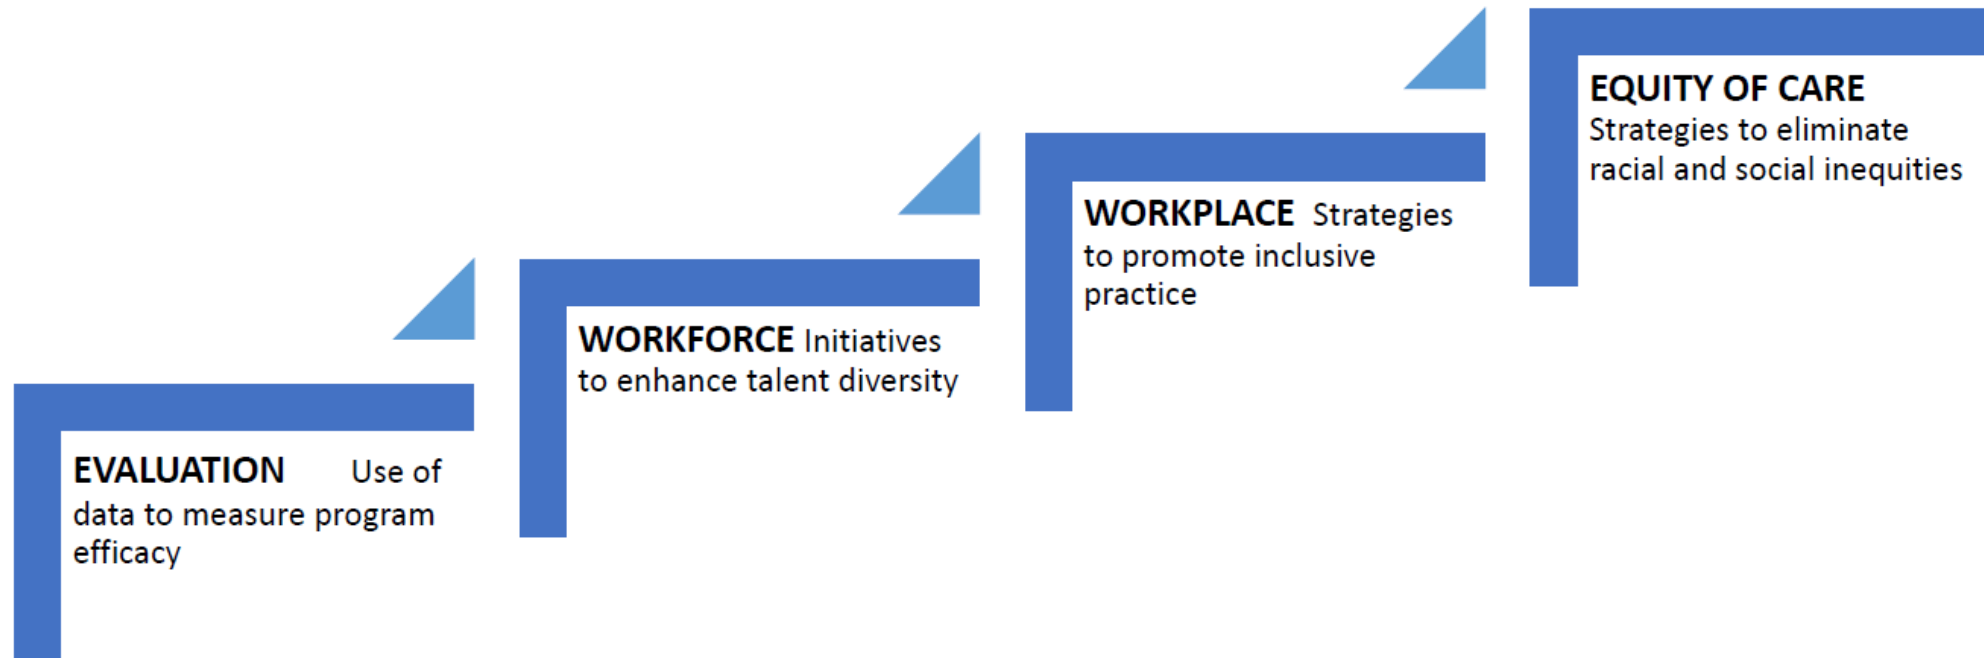 EVALUATION Use of
data to measure program
efficacy
WORKFORCE Initiatives
to enhance talent diversity
WORKPLACE Strategies
to promote inclusive
practice
EQUITY OF CARE
Strategies to eliminate
racial and social inequities